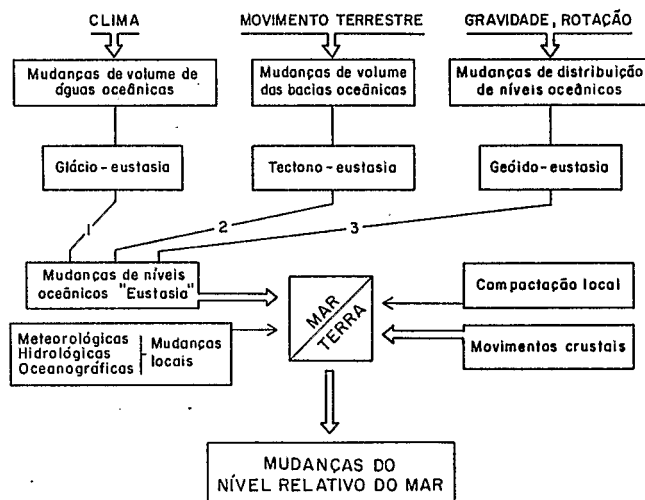 CLIMA
MOVIMENTO TERRESTRE
GRAVIDADE, ROTAÇÃO
Mudanças de volume de
águas oceânicas
Mudanças de volume
das bacias oceânicas
Mudanças de distribuição
de níveis oceânicos
Glácio-eustasia
Tectono-eustasia
Geóido-eustasia
1
2
3
Mudanças de níveis
oceânicos "Eustasia"
MAR
TERRA
Compactação local
Meteorológicas
Hidrológicas
Oceanográficas
Mudanças
locais
Movimentos crustais
MUDANÇAS DO
NÍVEL RELATIVO DO MAR